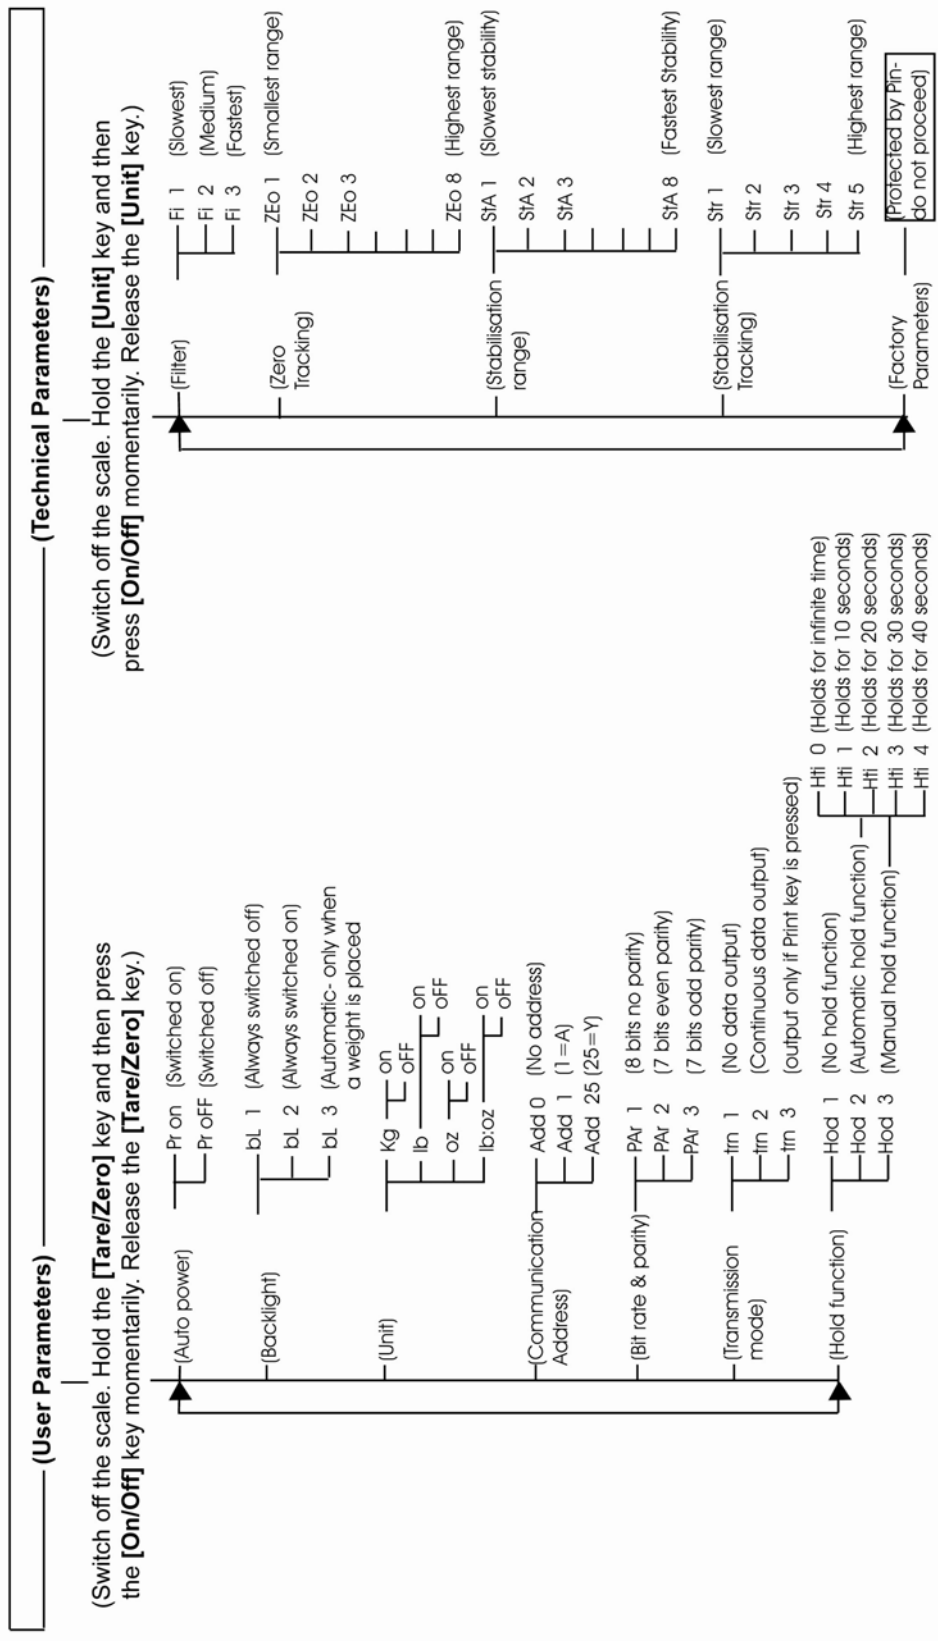 (User Parameters)
(Switch off the scale. Hold the [Tare/Zero] key and then press
the [On/Off] key momentarily. Release the [Tare/Zero] key.)
(Auto power)
Pr on (Switched on)
Pr oFF (Switched off)
(Backlight)
bL 1 (Always switched off)
bL 2 (Always switched on)
bL 3 (Automatic- only when
a weight is placed
(Unit)
Kg on
oFF
lb on
oFF
oz on
oFF
lb:oz on
oFF
(Communication
Address)
Add 0 (No address)
Add 1 (1=A)
Add 25 (25=Y)
(Bit rate & parity)
PAr 1 (8 bits no parity)
PAr 2 (7 bits even parity)
PAr 3 (7 bits odd parity)
(Transmission
mode)
trn 1 (No data output)
trn 2 (Continuous data output)
trn 3 (output only if Print key is pressed)
(Hold function)
Hod 1 (No hold function)
Hod 2 (Automatic hold function)
Hod 3 (Manual hold function)
Hti 0 (Holds for infinite time)
Hti 1 (Holds for 10 seconds)
Hti 2 (Holds for 20 seconds)
Hti 3 (Holds for 30 seconds)
Hti 4 (Holds for 40 seconds)
(Technical Parameters)
(Switch off the scale. Hold the [Unit] key and then
press [On/Off] momentarily. Release the [Unit] key.)
(Filter)
Fi 1 (Slowest)
Fi 2 (Medium)
Fi 3 (Fastest)
(Zero
Tracking)
ZEo 1 (Smallest range)
ZEo 2
ZEo 3
ZEo 8 (Highest range)
(Stabilisation
range)
StA 1 (Slowest stability)
StA 2
StA 3
StA 8 (Fastest Stability)
(Stabilisation
Tracking)
Str 1 (Slowest range)
Str 2
Str 3
Str 4
Str 5 (Highest range)
(Factory
Parameters)
(Protected by Pin-
do not proceed)